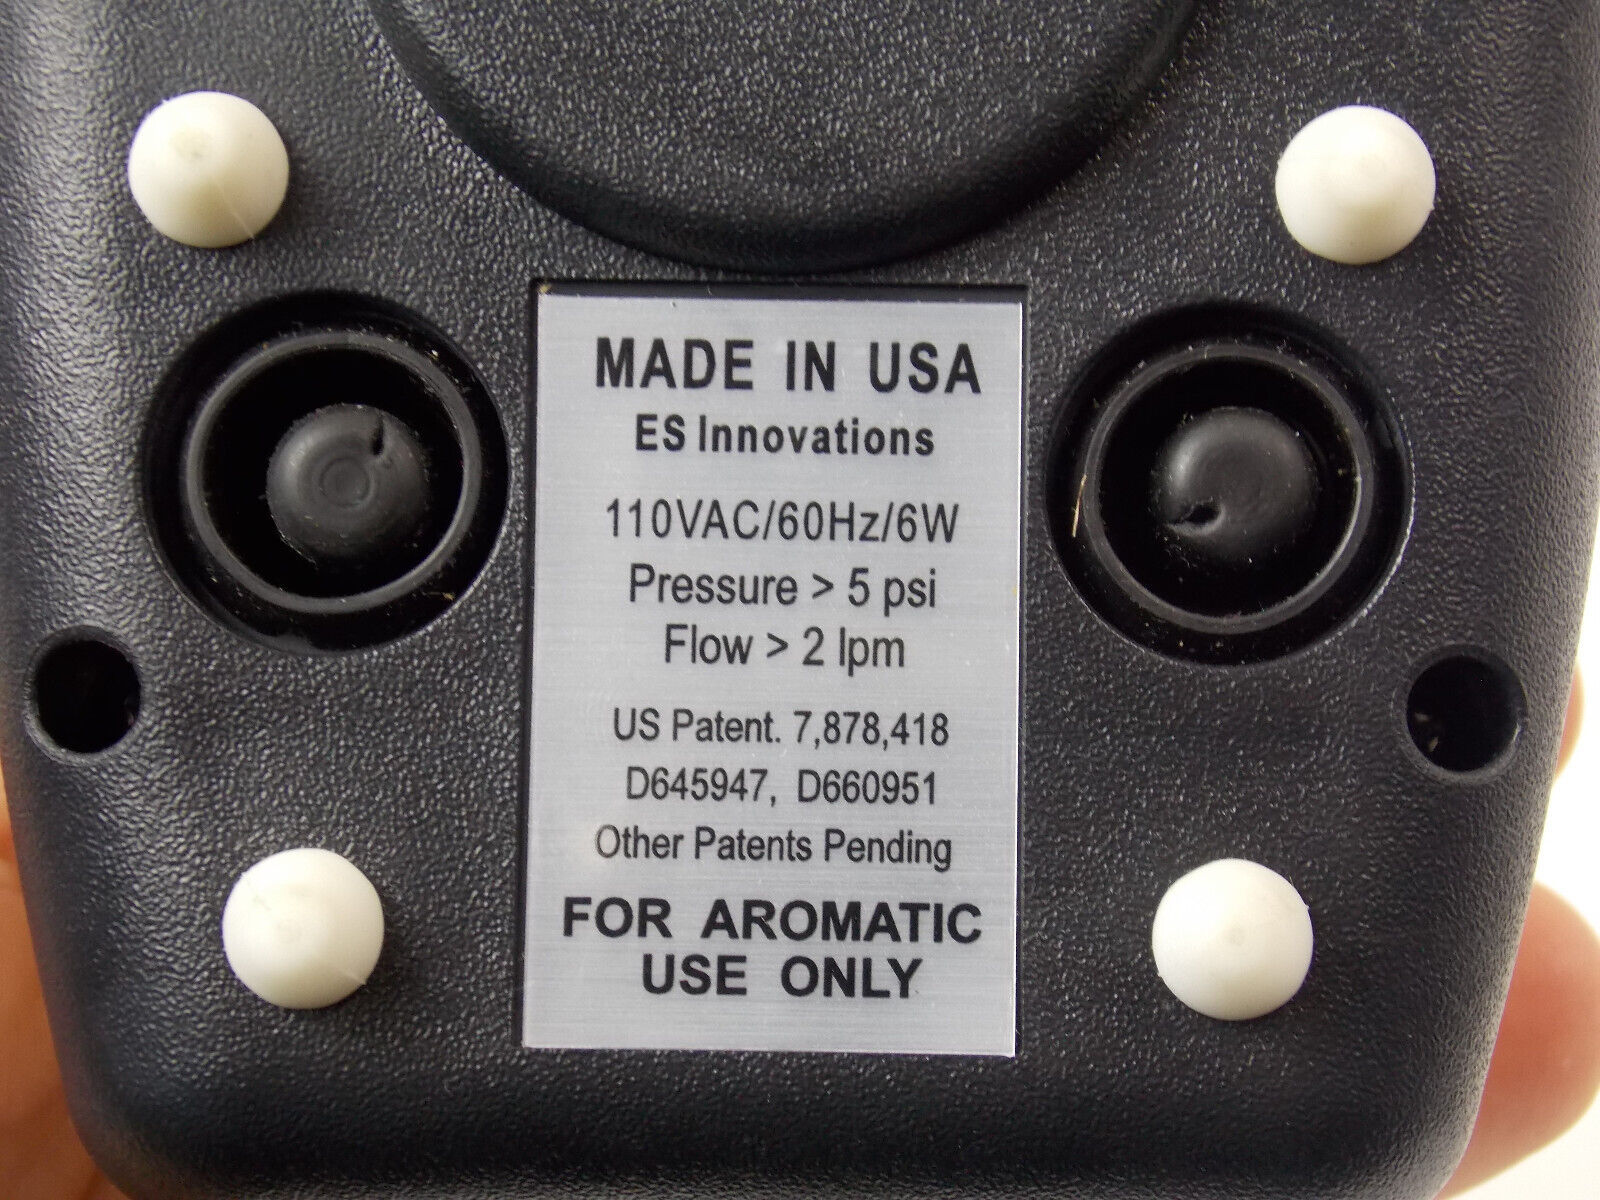 MADE IN USA
ES Innovations
110VAC/60Hz/6W
Pressure > 5 psi
Flow > 2 lpm
US Patent. 7,878,418
D645947, D660951
Other Patents Pending
FOR AROMATIC
USE ONLY